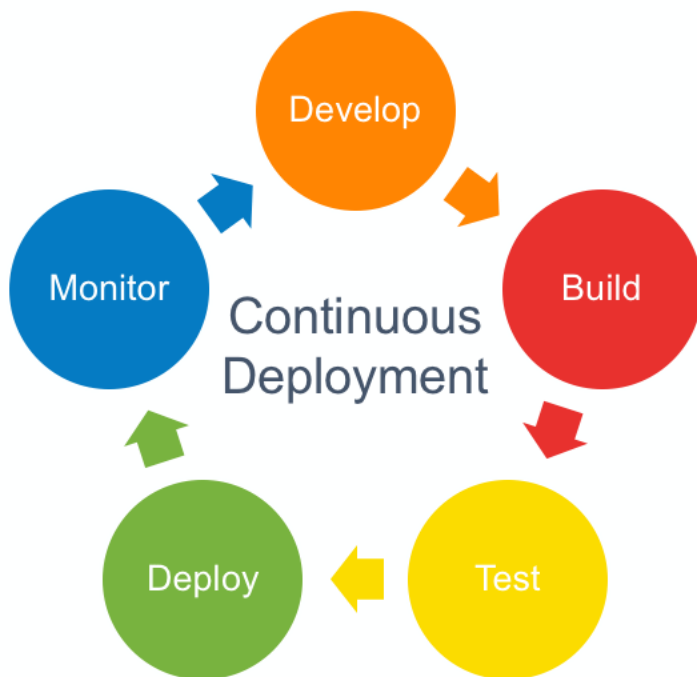 Develop
Build
Test
Deploy
Monitor
Continuous
Deployment